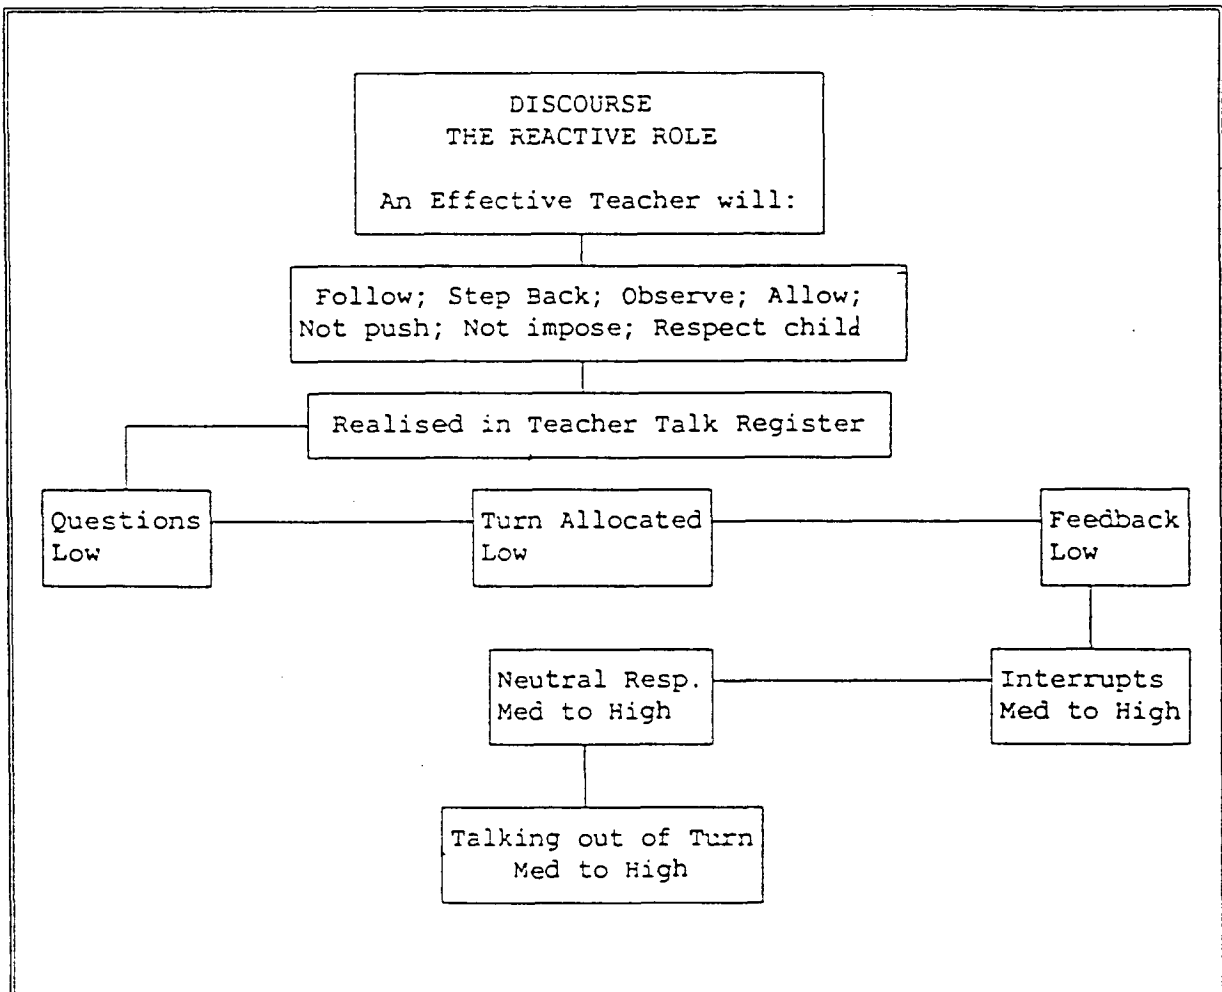 DISCOURSE
THE REACTIVE ROLE
An Effective Teacher will:
Follow; Step Back; Observe; Allow;
Not push; Not impose; Respect child
Realised in Teacher Talk Register
Questions
Low
Turn Allocated
Low
Feedback
Low
Neutral Resp.
Med to High
Interrupts
Med to High
Talking out of Turn
Med to High